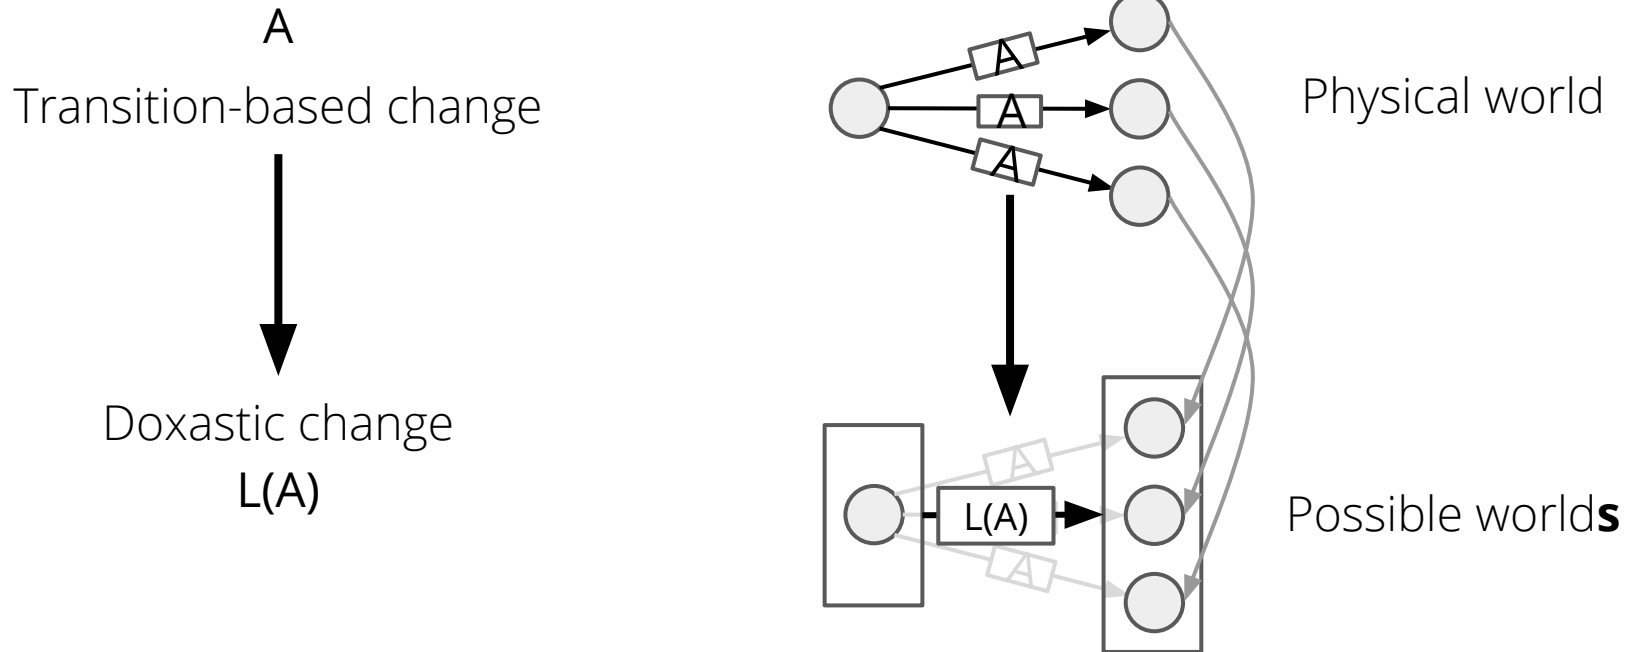 A
Transition-based change
Doxastic change
L(A)
A
A
A
Physical world
A
L(A)
A
Possible worlds